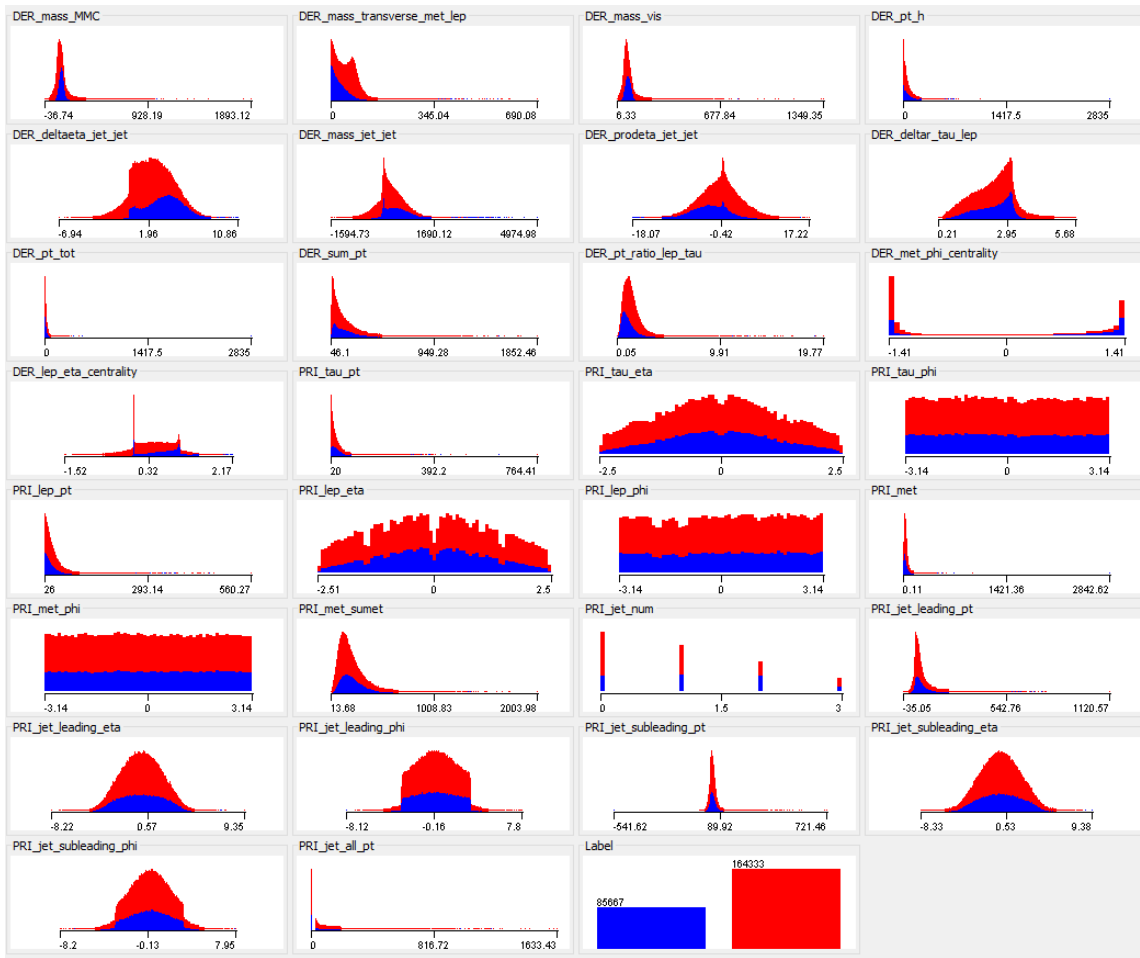 DER_mass_MMC DER_mass_transverse_met_lep DER_mass_vis DER_pt_h
-36.74 928.19 1893.12 0 346.04 690.08 6.33 677.84 1349.35 0 1417.5 2835
DER_deltaeta_jet_jet DER_mass_jet_jet DER_prodeta_jet_jet DER_deltar_tau_lep
-6.94 1.96 10.86 -1594.73 1690.12 4974.98 -18.07 -0.42 17.22 0.21 2.95 5.68
DER_pt_tot DER_sum_pt DER_pt_ratio_lep_tau DER_met_phi_centrality
0 1417.5 2835 46.1 949.28 1852.46 0.05 9.91 19.77 -1.41 0 1.41
DER_lep_eta_centrality PRI_tau_pt PRI_tau_eta PRI_tau_phi
-1.52 0.32 2.17 20 392.2 764.41 -2.5 0 2.5 -3.14 0 3.14
PRI_lep_pt PRI_lep_eta PRI_lep_phi PRI_met
26 293.14 560.27 -2.51 0 2.5 -3.14 0 3.14 0.11 1421.36 2842.62
PRI_met_phi PRI_met_sumet PRI_jet_num PRI_jet_leading_pt
-3.14 0 3.14 13.68 1008.83 2003.98 0 1.5 3 -35.05 542.76 1120.57
PRI_jet_leading_eta PRI_jet_leading_phi PRI_jet_subleading_pt PRI_jet_subleading_eta
-8.22 0.57 9.35 -8.12 -0.16 7.8 -541.62 89.92 721.46 -8.33 0.53 9.38
PRI_jet_subleading_phi PRI_jet_all_pt Label
164333
85667
-8.2 -0.13 7.95 0 816.72 1633.43